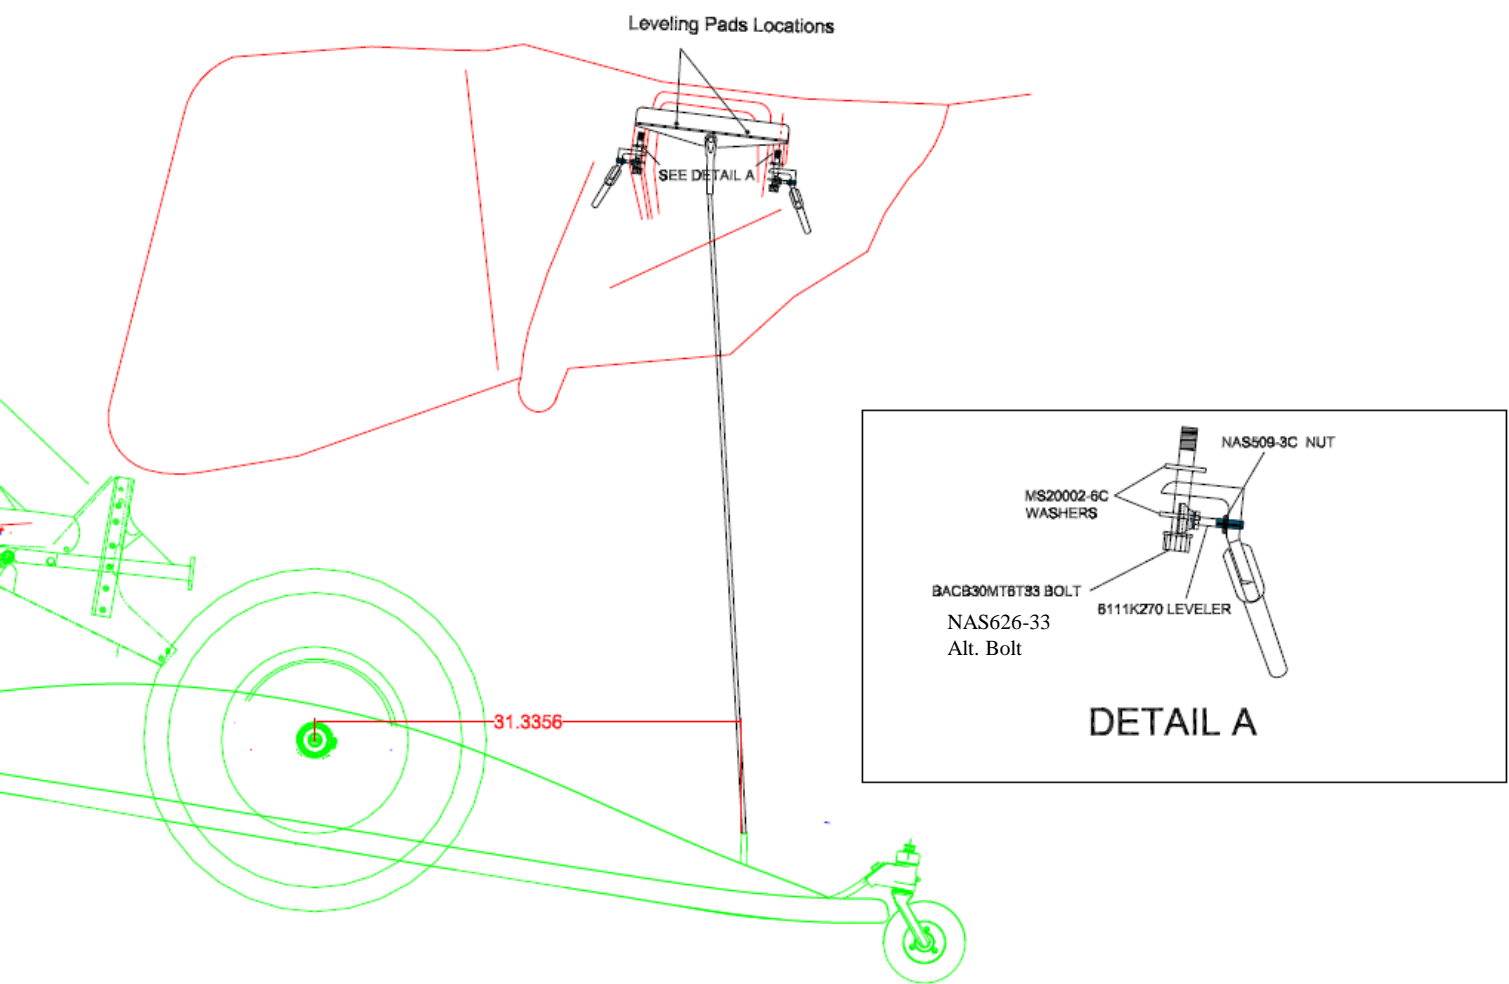 Leveling Pads Locations
SEE DETAIL A
31.3356
NAS509-3C NUT
MS20002-6C
WASHERS
BACB30MT6T33 BOLT
6111K270 LEVELER
NAS626-33
Alt. Bolt
DETAIL A